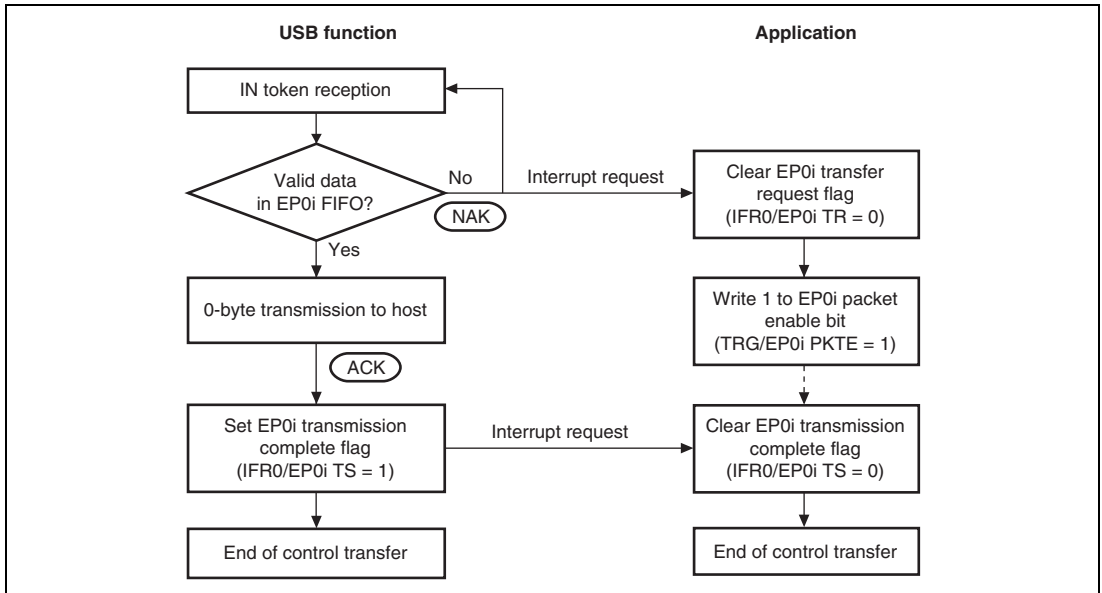 USB function
Application
IN token reception
Valid data
in EP0i FIFO?
No
NAK
Interrupt request
Clear EP0i transfer
request flag
(IFR0/EP0i TR = 0)
Yes
0-byte transmission to host
Write 1 to EP0i packet
enable bit
(TRG/EP0i PKTE = 1)
ACK
Set EP0i transmission
complete flag
(IFR0/EP0i TS = 1)
Interrupt request
Clear EP0i transmission
complete flag
(IFR0/EP0i TS = 0)
End of control transfer
End of control transfer